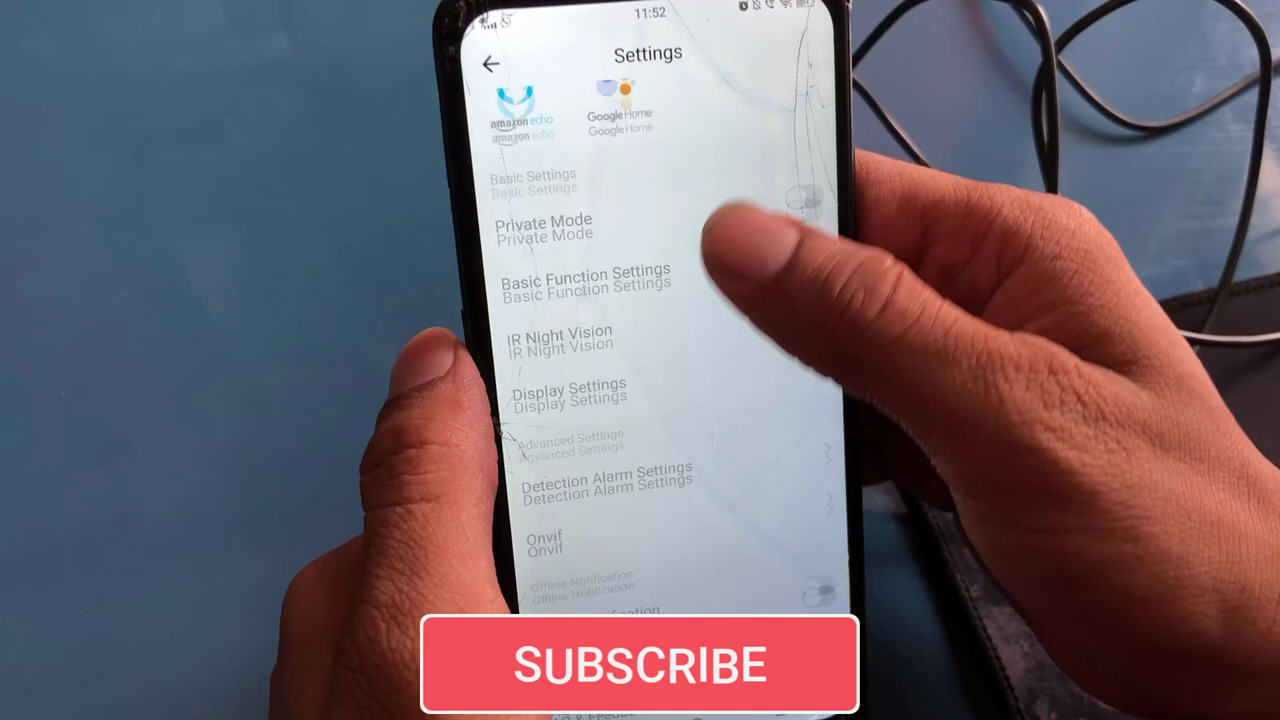 11:52
Settings
amazon echo
Google Home
Basic Settings
Private Mode
Basic Function Settings
IR Night Vision
Display Settings
Advanced Settings
Detection Alarm Settings
Onvif
Offline Notification
SUBSCRIBE